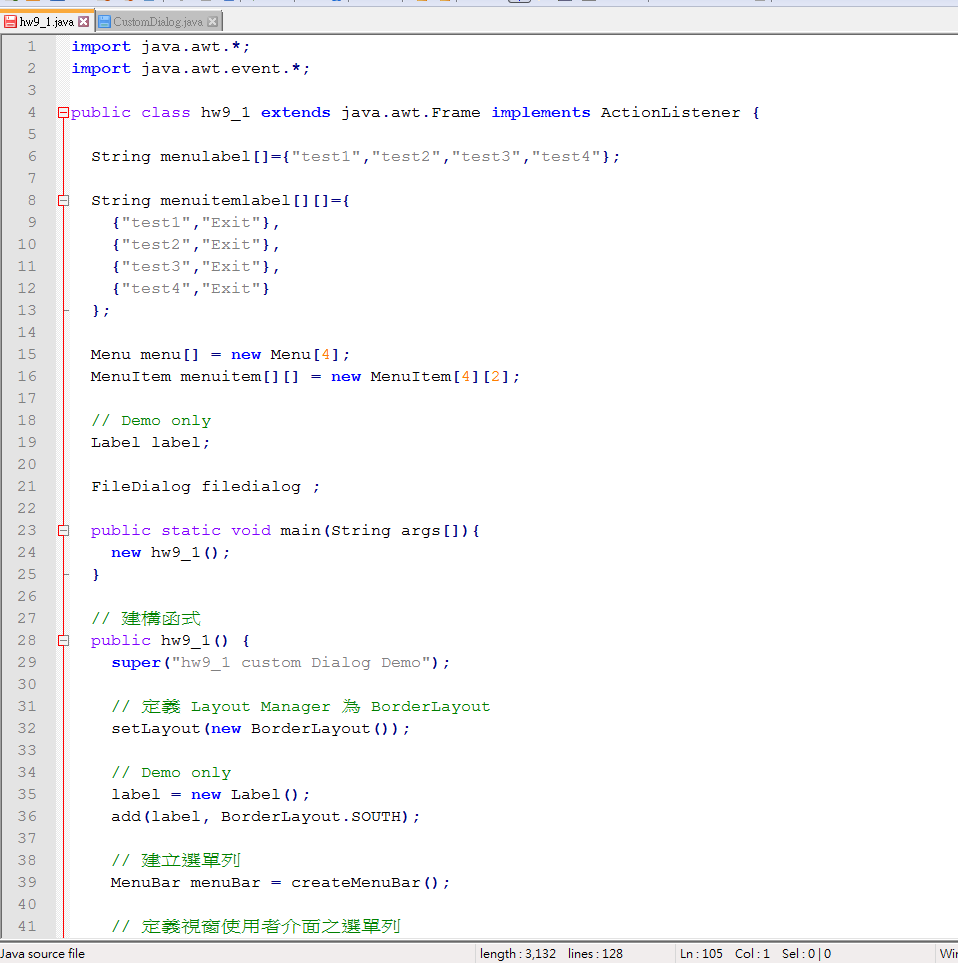 hw9_1.java CustomDialog.java
1 import java.awt.*;
2 import java.awt.event.*;
3
4 public class hw9_1 extends java.awt.Frame implements ActionListener {
5
6 String menulabel[]={"test1","test2","test3","test4"};
7
8 String menuitemlabel[][]={
9 {"test1","Exit"},
10 {"test2","Exit"},
11 {"test3","Exit"},
12 {"test4","Exit"}
13 };
14
15 Menu menu[] = new Menu[4];
16 MenuItem menuitem[][] = new MenuItem[4][2];
17
18 // Demo only
19 Label label;
20
21 FileDialog filedialog ;
22
23 public static void main(String args[]){
24 new hw9_1();
25 }
26
27 // 建構函式
28 public hw9_1() {
29 super("hw9_1 custom Dialog Demo");
30
31 // 定義 Layout Manager 為 BorderLayout
32 setLayout(new BorderLayout());
33
34 // Demo only
35 label = new Label();
36 add(label, BorderLayout.SOUTH);
37
38 // 建立選單列
39 MenuBar menuBar = createMenuBar();
40
41 // 定義視窗使用者介面之選單列
Java source file length : 3,132 lines : 128 Ln : 105 Col : 1 Sel : 0 | 0